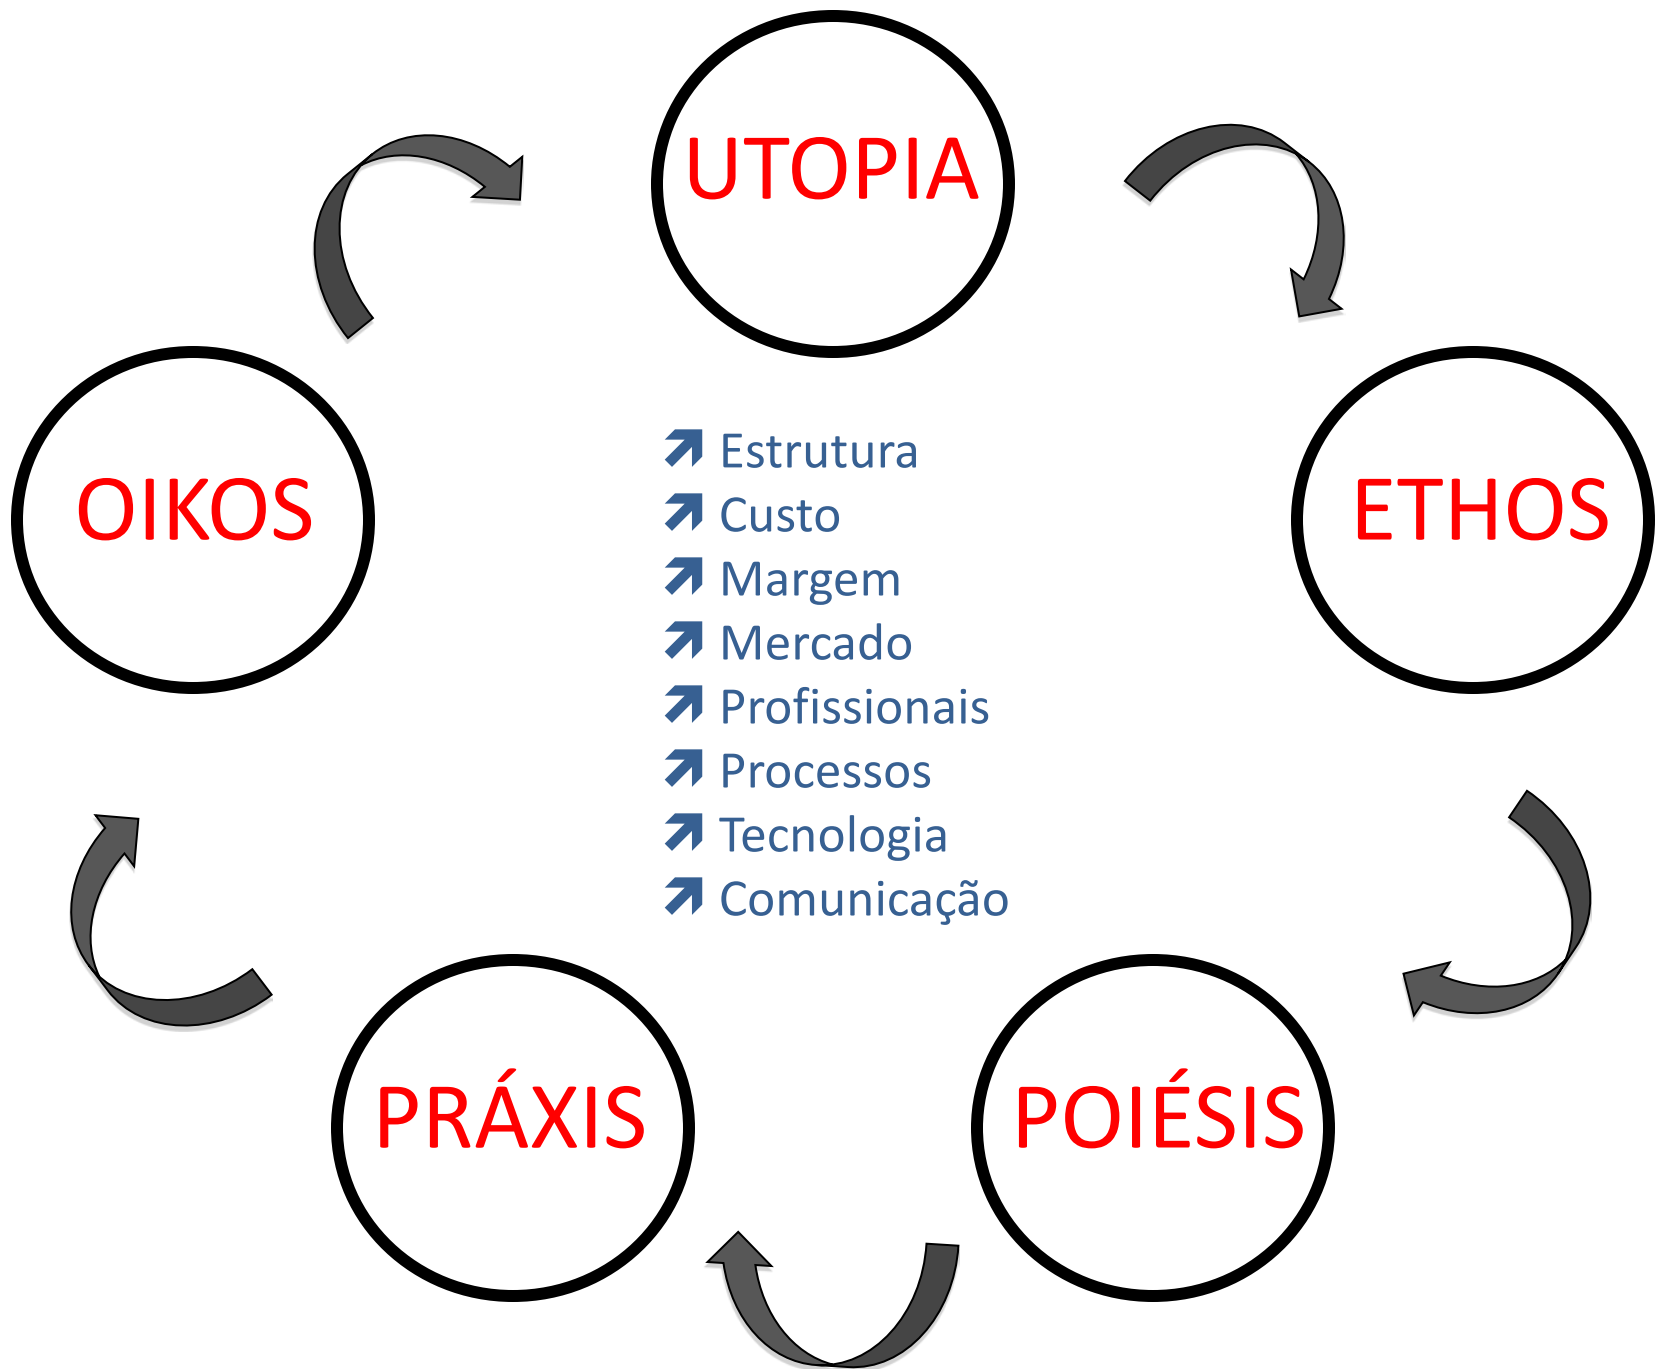 UTOPIA
ETHOS
POIÉSIS
PRÁXIS
OIKOS
Estrutura
Custo
Margem
Mercado
Profissionais
Processos
Tecnologia
Comunicação